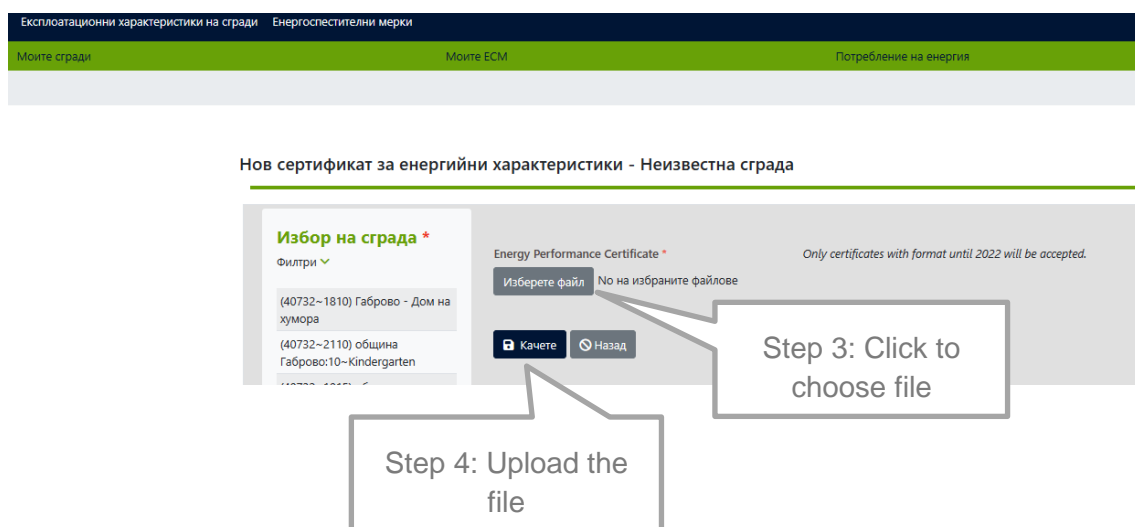 Експлоатационни характеристики на сгради Енергоспестителни мерки
Моите сгради Моите ЕСМ Потребление на енергия
Нов сертификат за енергийни характеристики - Неизвестна сграда
Избор на сграда *
Филтри
(40732~1810) Габрово - Дом на
хумора
(40732~2110) община
Габрово:10~Kindergarten
Energy Performance Certificate *
Only certificates with format until 2022 will be accepted.
Изберете файл No на избраните файлове
Качете Назад
Step 3: Click to
choose file
Step 4: Upload the
file